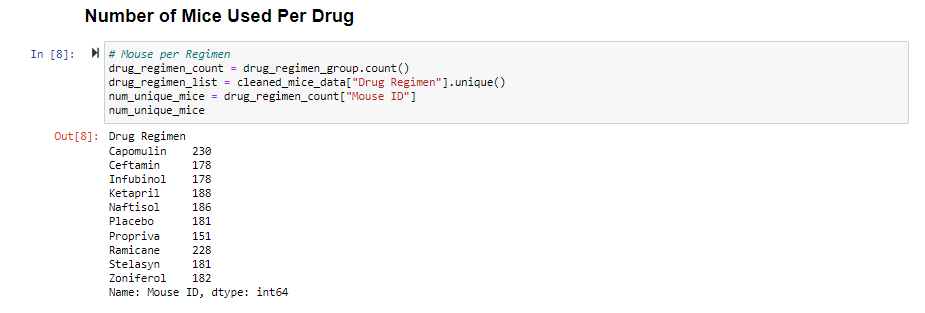 Number of Mice Used Per Drug
In [8]: # Mouse per Regimen
drug_regimen_count = drug_regimen_group.count()
drug_regimen_list = cleaned_mice_data["Drug Regimen"].unique()
num_unique_mice = drug_regimen_count["Mouse ID"]
num_unique_mice
Out[8]: Drug Regimen
Capomulin 230
Ceftamin 178
Infubinol 178
Ketapril 188
Naftisol 186
Placebo 181
Propriva 151
Ramicane 228
Stelasyn 181
Zoniferol 182
Name: Mouse ID, dtype: int64